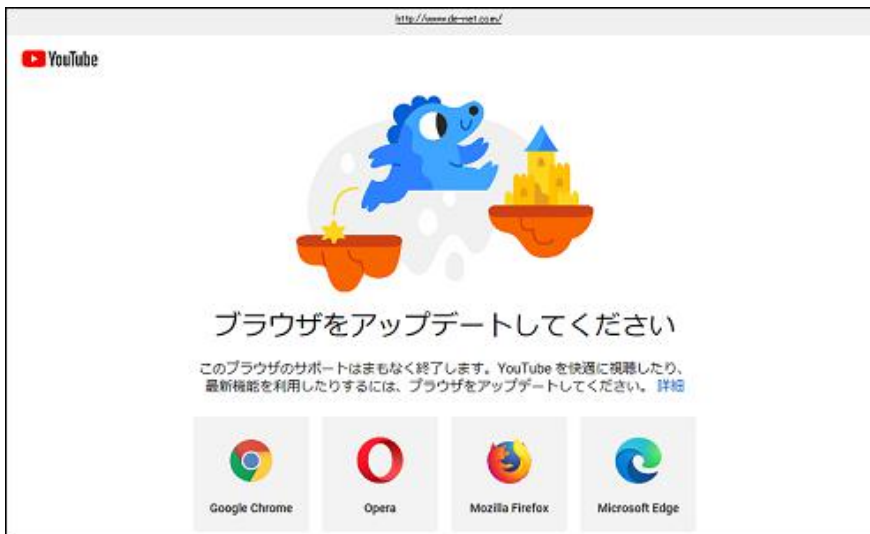 http://www.de-net.com/
YouTube
ブラウザをアップデートしてください
このブラウザのサポートはまもなく終了します。YouTube を快適に視聴したり、
最新機能を利用したりするには、ブラウザをアップデートしてください。 詳細
Google Chrome
Opera
Mozilla Firefox
Microsoft Edge